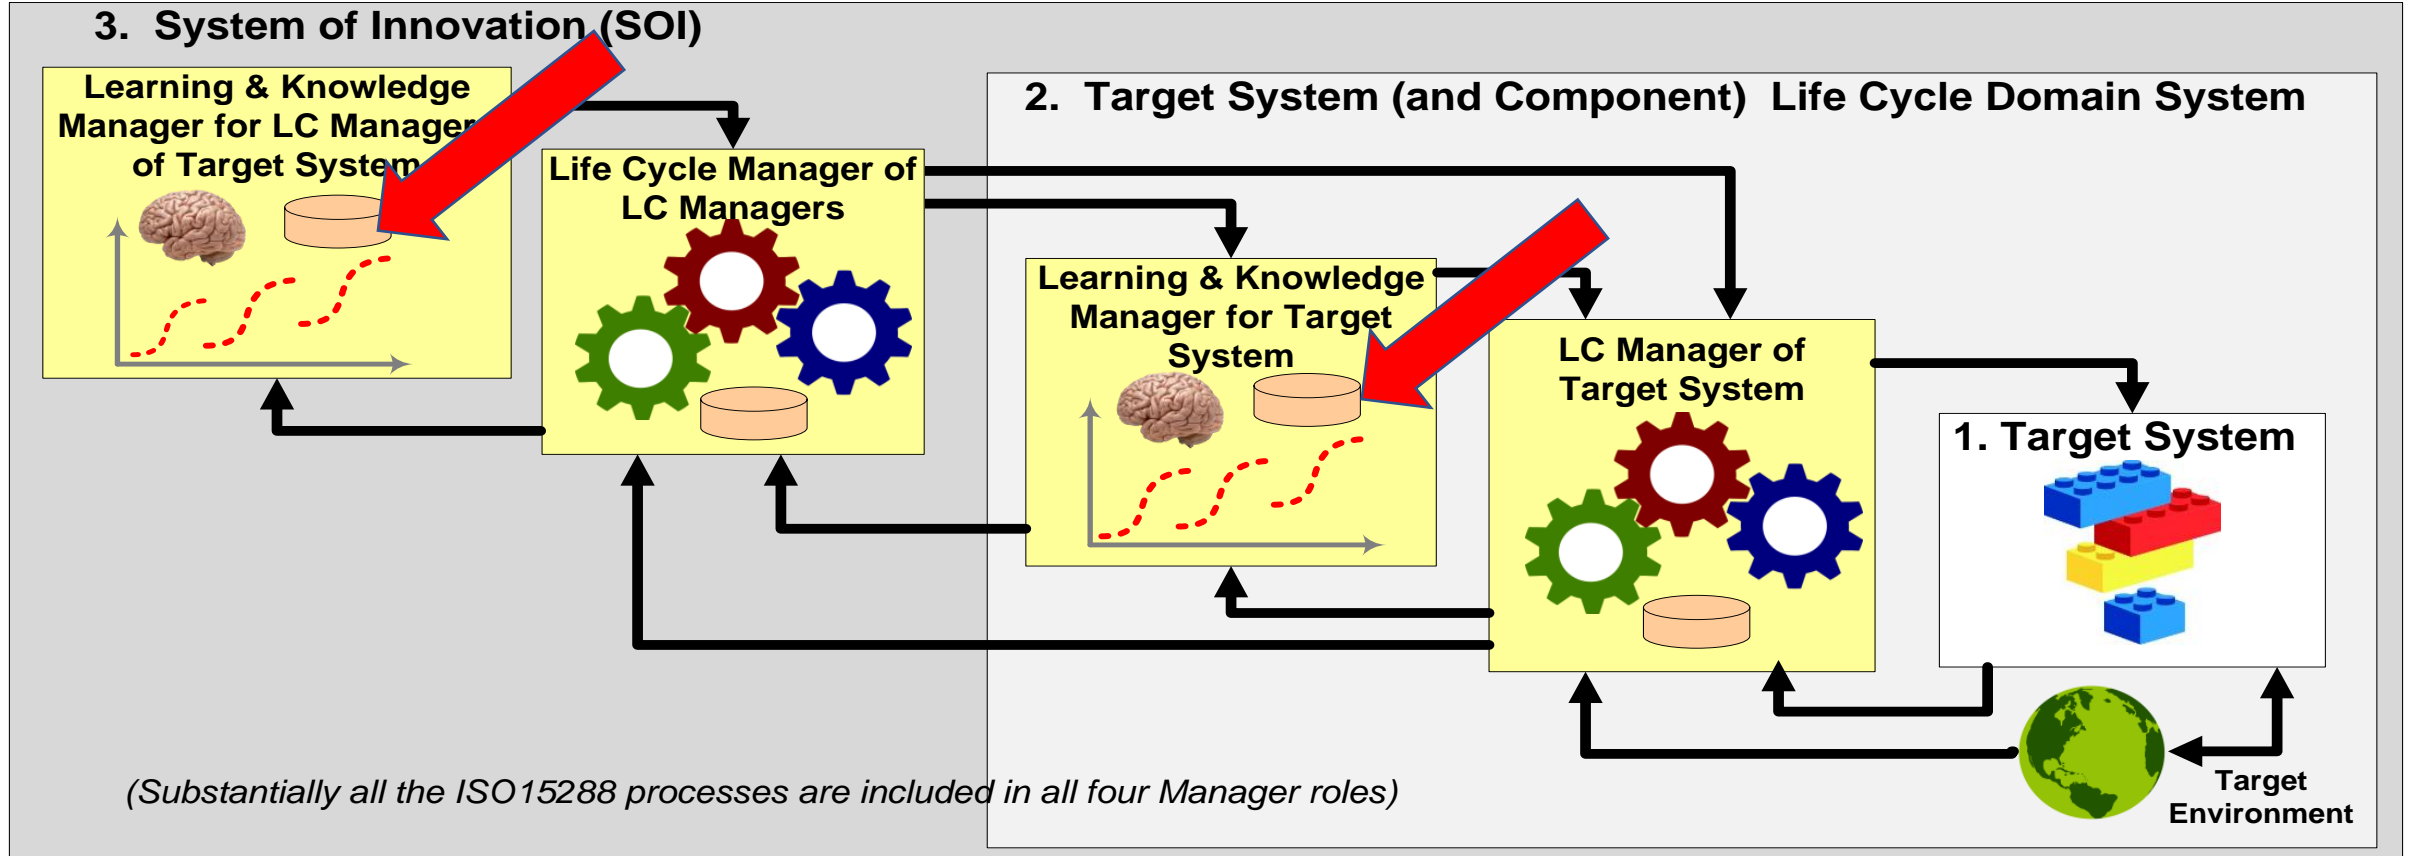 3. System of Innovation (SOI)
Learning & Knowledge
Manager for LC Manager
of Target System
2. Target System (and Component) Life Cycle Domain System
Life Cycle Manager of
LC Managers
Learning & Knowledge
Manager for Target
System
LC Manager of
Target System
1. Target System
(Substantially all the ISO15288 processes are included in all four Manager roles)
Target
Environment